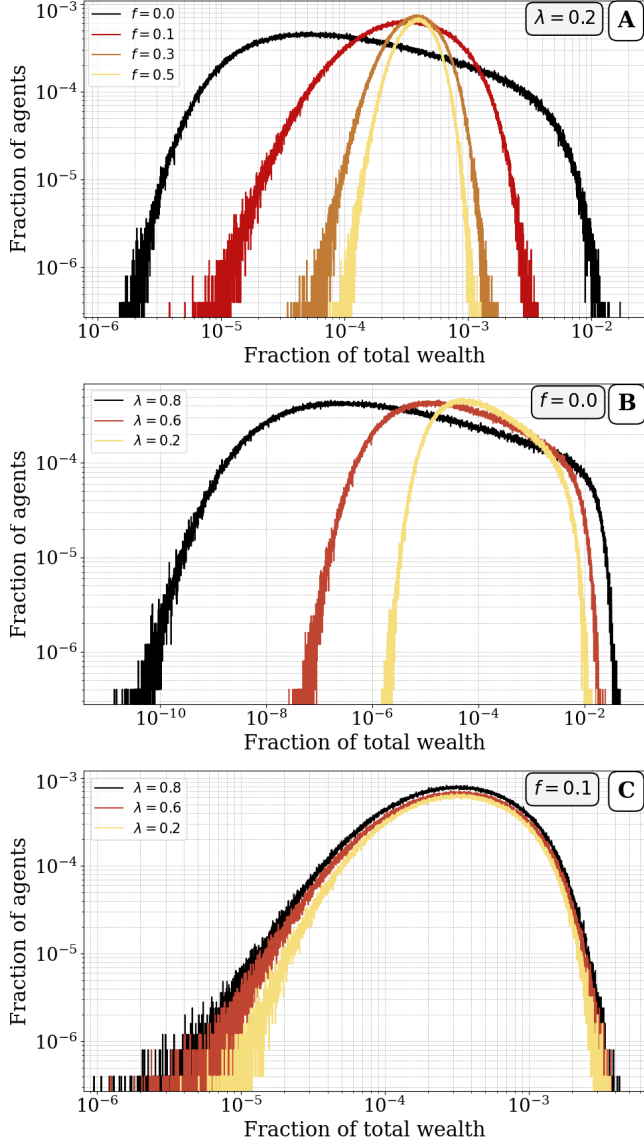 A
λ = 0.2
f = 0.0
f = 0.1
f = 0.3
f = 0.5
10⁻³
10⁻⁴
10⁻⁵
10⁻⁶
Fraction of agents
10⁻⁶ 10⁻⁵ 10⁻⁴ 10⁻³ 10⁻²
Fraction of total wealth
B
f = 0.0
λ = 0.8
λ = 0.6
λ = 0.2
10⁻⁴
10⁻⁵
10⁻⁶
Fraction of agents
10⁻¹⁰ 10⁻⁸ 10⁻⁶ 10⁻⁴ 10⁻²
Fraction of total wealth
C
f = 0.1
λ = 0.8
λ = 0.6
λ = 0.2
10⁻³
10⁻⁴
10⁻⁵
10⁻⁶
Fraction of agents
10⁻⁶ 10⁻⁵ 10⁻⁴ 10⁻³
Fraction of total wealth